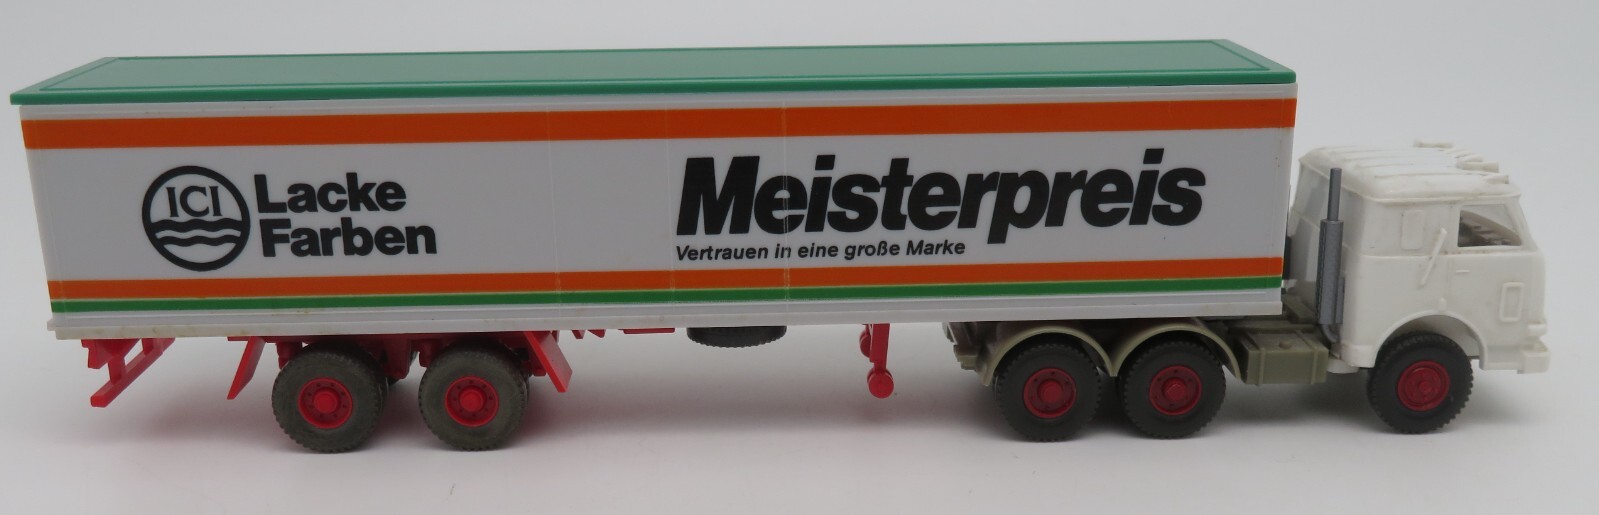 ICI
Lacke
Farben
Meisterpreis
Vertrauen in eine große Marke